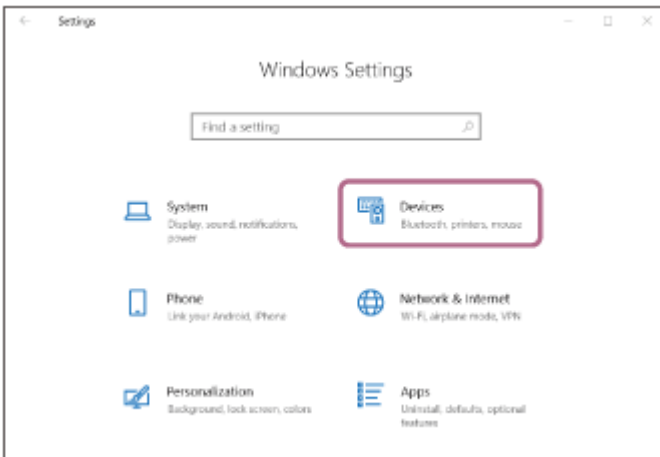 Settings
Windows Settings
Find a setting
System
Display, sound, notifications,
power
Devices
Bluetooth, printers, mouse
Phone
Link your Android, iPhone
Network & Internet
Wi-Fi, airplane mode, VPN
Personalization
Background, lock screen, colors
Apps
Uninstall, defaults, optional
features